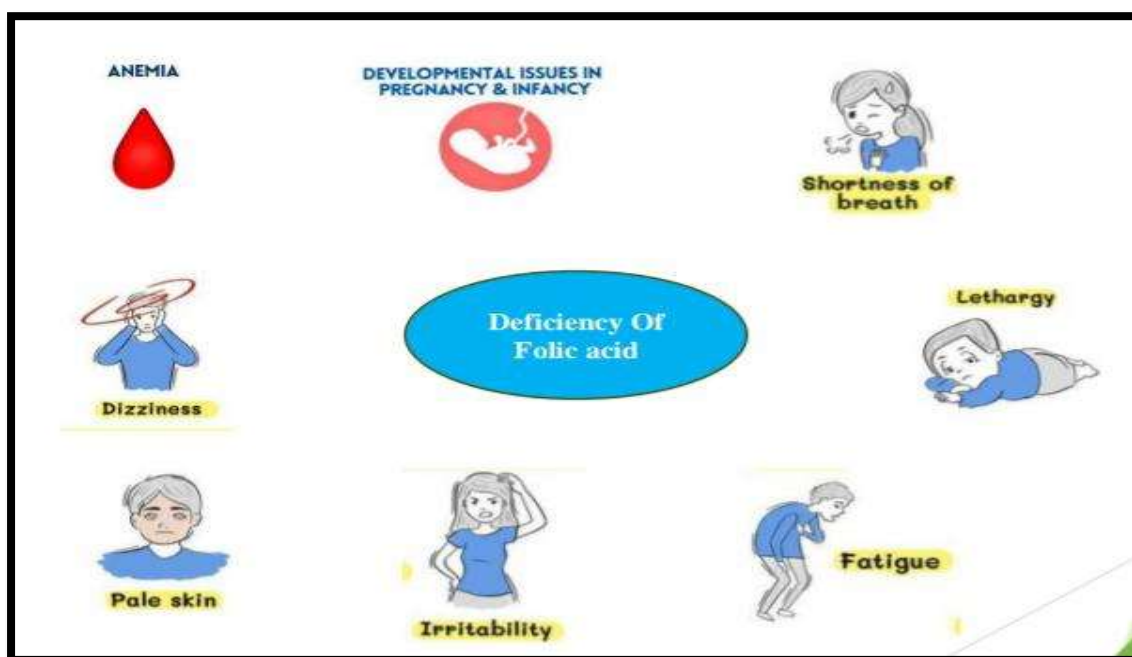 ANEMIA
DEVELOPMENTAL ISSUES IN
PREGNANCY & INFANCY
Shortness of
breath
Deficiency Of
Folic acid
Lethargy
Dizziness
Pale skin
Irritability
Fatigue